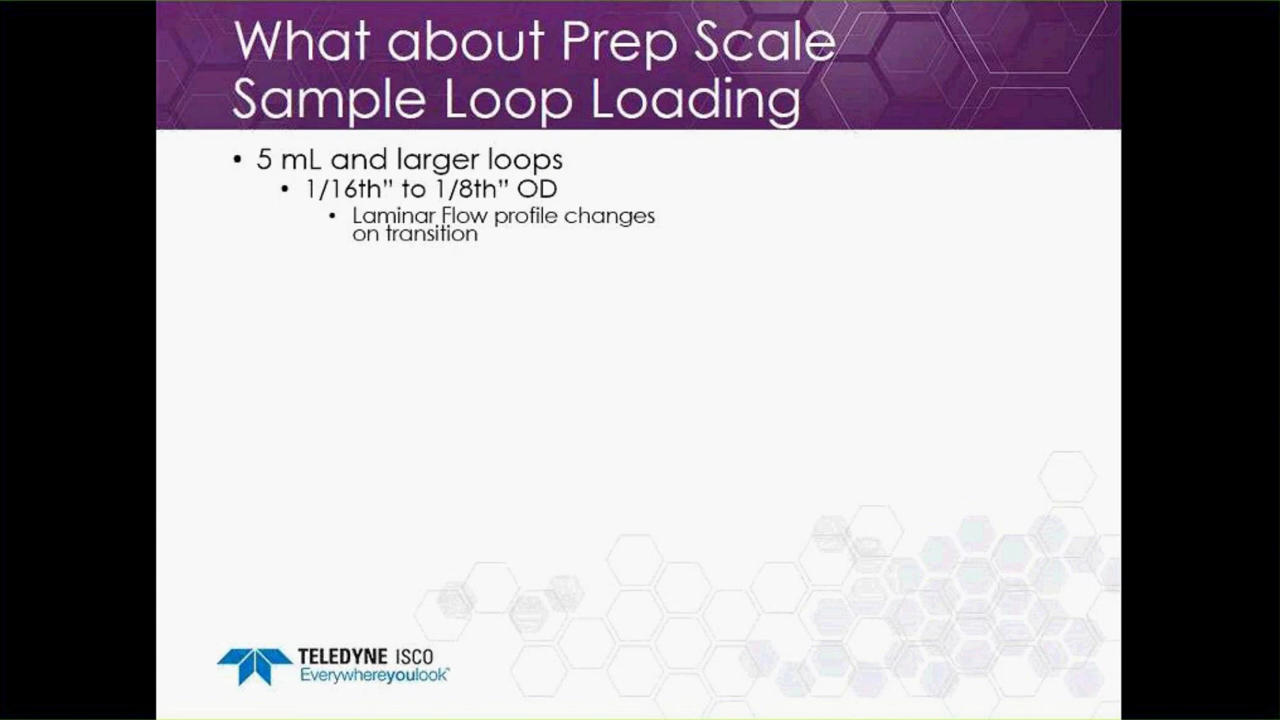 What about Prep Scale
Sample Loop Loading
• 5 mL and larger loops
• 1/16th” to 1/8th” OD
• Laminar Flow profile changes
on transition
TELEDYNE ISCO
Everywhereyoulook™